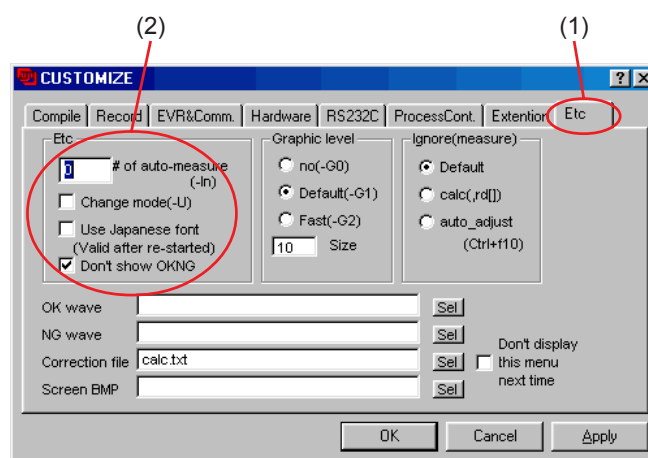 (2)
(1)
CUSTOMIZE
Compile
Record
EVR&Comm.
Hardware
RS232C
ProcessCont.
Extention
Etc
Etc
0
# of auto-measure
(-In)
Change mode(-U)
Use Japanese font
(Valid after re-started)
Don't show OKNG
Graphic level
no(-G0)
Default(-G1)
Fast(-G2)
10
Size
Ignore(measure)
Default
calc(,rd[])
auto_adjust
(Ctrl+f10)
OK wave
Sel
NG wave
Sel
Correction file
calc.txt
Sel
Screen BMP
Sel
Don't display
this menu
next time
OK
Cancel
Apply